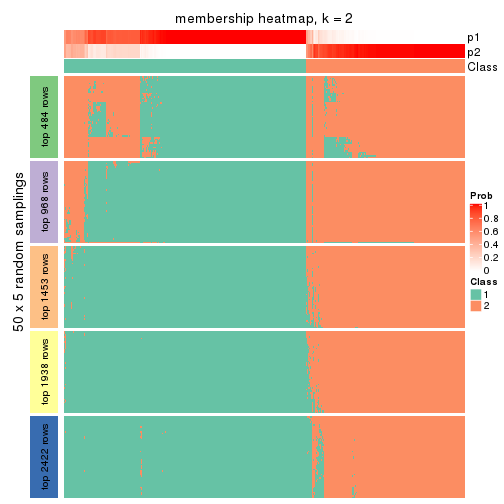 membership heatmap, k = 2
p1
p2
Class
50 x 5 random samplings
top 484 rows
top 968 rows
top 1453 rows
top 1938 rows
top 2422 rows
Prob
1
0.8
0.6
0.4
0.2
0
Class
1
2